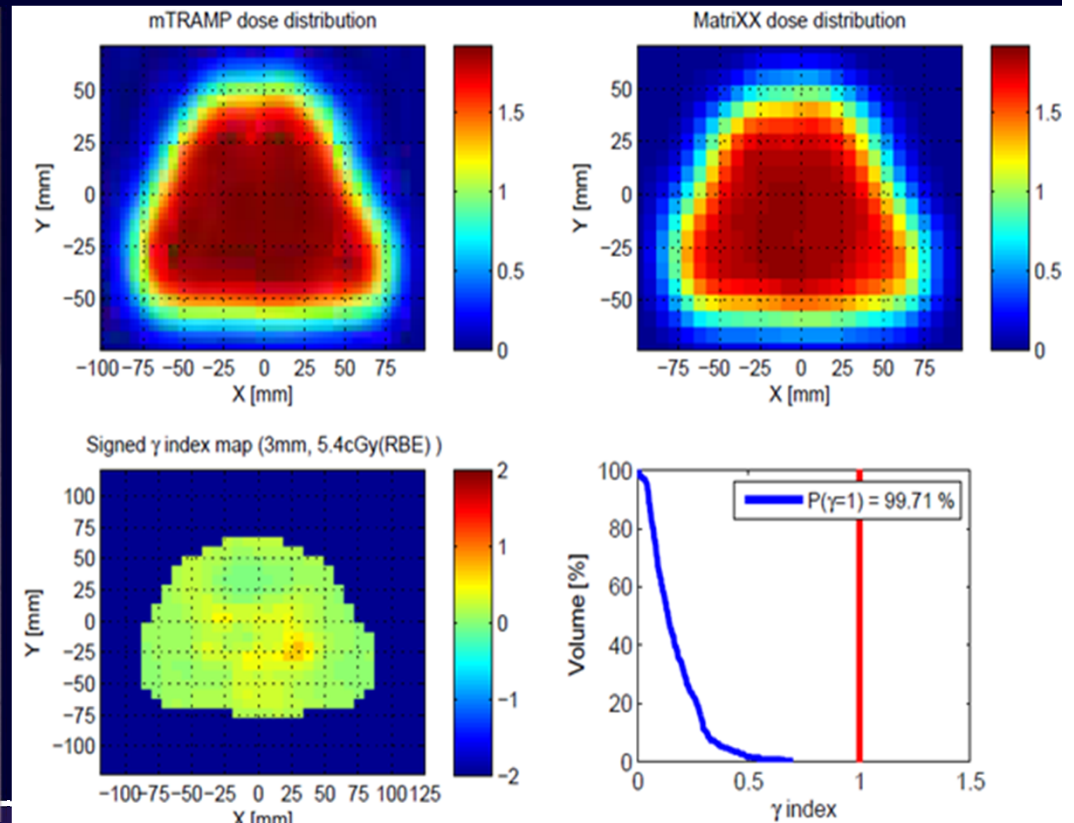 mTRAMP dose distribution
50
25
0
−25
−50
Y [mm]
−100 −75 −50 −25 0 25 50 75
X [mm]
1.5
1
0.5
0
MatriXX dose distribution
50
25
0
−25
−50
Y [mm]
−75 −50 −25 0 25 50 75
X [mm]
1.5
1
0.5
0
Signed γ index map (3mm, 5.4cGy(RBE) )
100
75
50
25
0
−25
−50
−75
−100
Y [mm]
−100−75−50−25 0 25 50 75 100125
X [mm]
2
1
0
−1
−2
100
80
60
40
20
0
Volume [%]
P(γ=1) = 99.71 %
0 0.5 1 1.5
γ index